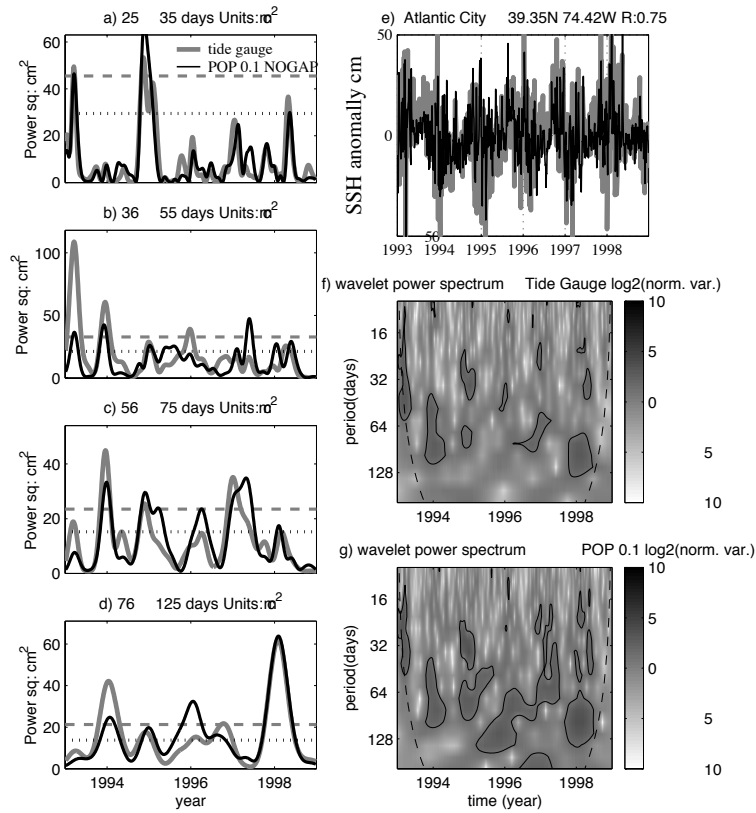 a) 25 35 days Units: cm2
60
40
20
0
Power sq: cm2
tide gauge
POP 0.1 NOGAP
b) 36 55 days Units: cm2
100
50
0
Power sq: cm2
c) 56 75 days Units: cm2
40
20
0
Power sq: cm2
d) 76 125 days Units: cm2
60
40
20
0
Power sq: cm2
1994 1996 1998
year
e) Atlantic City 39.35N 74.42W R:0.75
50
0
50
SSH anomally cm
1993 1994 1995 1996 1997 1998
f) wavelet power spectrum Tide Gauge log2(norm. var.)
16
32
64
128
period(days)
1994 1996 1998
10
5
0
5
10
g) wavelet power spectrum POP 0.1 log2(norm. var.)
16
32
64
128
period(days)
1994 1996 1998
time (year)
10
5
0
5
10